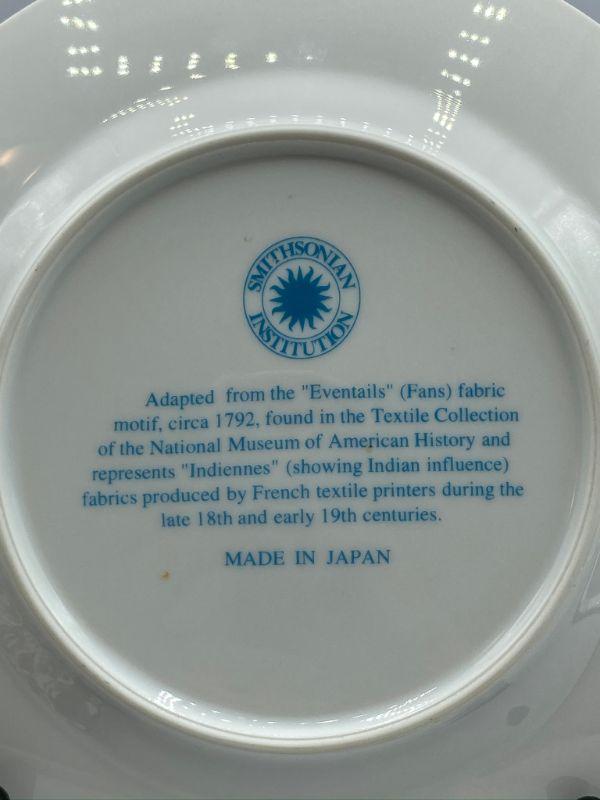 SMITHSONIAN
INSTITUTION
Adapted from the "Eventails" (Fans) fabric
motif, circa 1792, found in the Textile Collection
of the National Museum of American History and
represents "Indiennes" (showing Indian influence)
fabrics produced by French textile printers during the
late 18th and early 19th centuries.
MADE IN JAPAN